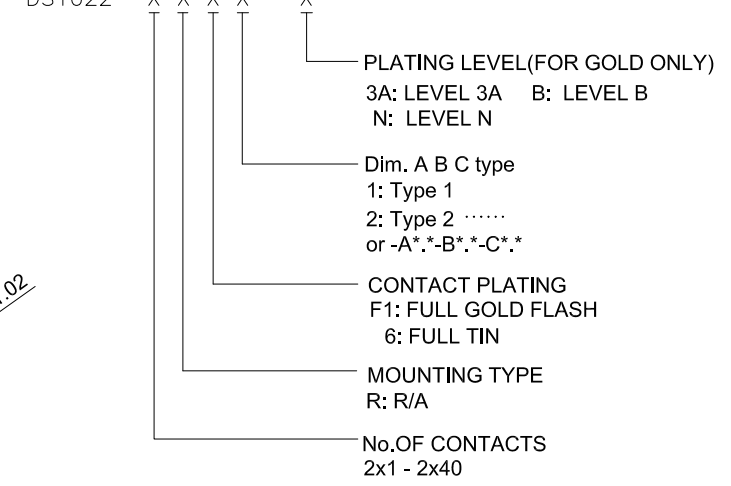 X X X X X
PLATING LEVEL(FOR GOLD ONLY)
3A: LEVEL 3A B: LEVEL B
N: LEVEL N
Dim. A B C type
1: Type 1
2: Type 2 ······
or -A*.*-B*.*-C*.*
CONTACT PLATING
F1: FULL GOLD FLASH
6: FULL TIN
MOUNTING TYPE
R: R/A
No.OF CONTACTS
2x1 - 2x40